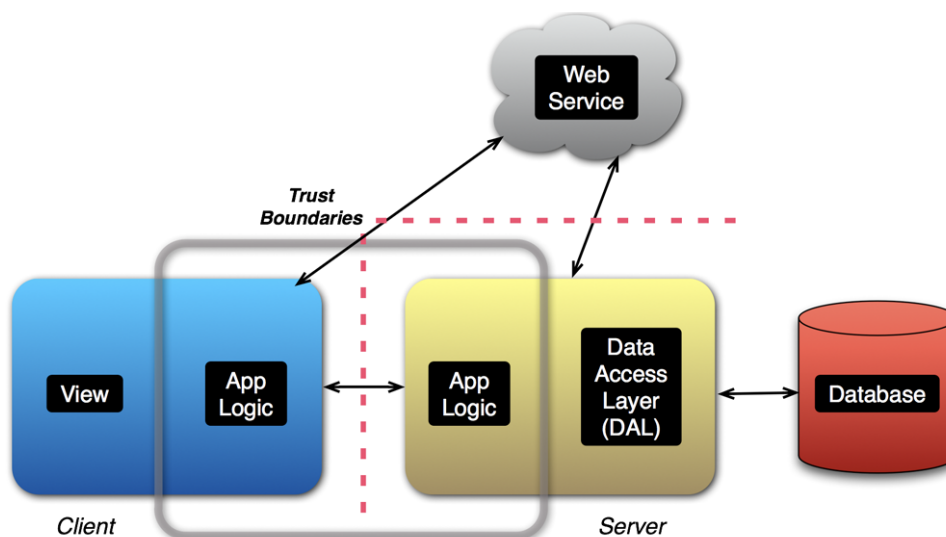 Web
Service
Trust
Boundaries
View
App
Logic
App
Logic
Data
Access
Layer
(DAL)
Database
Client
Server